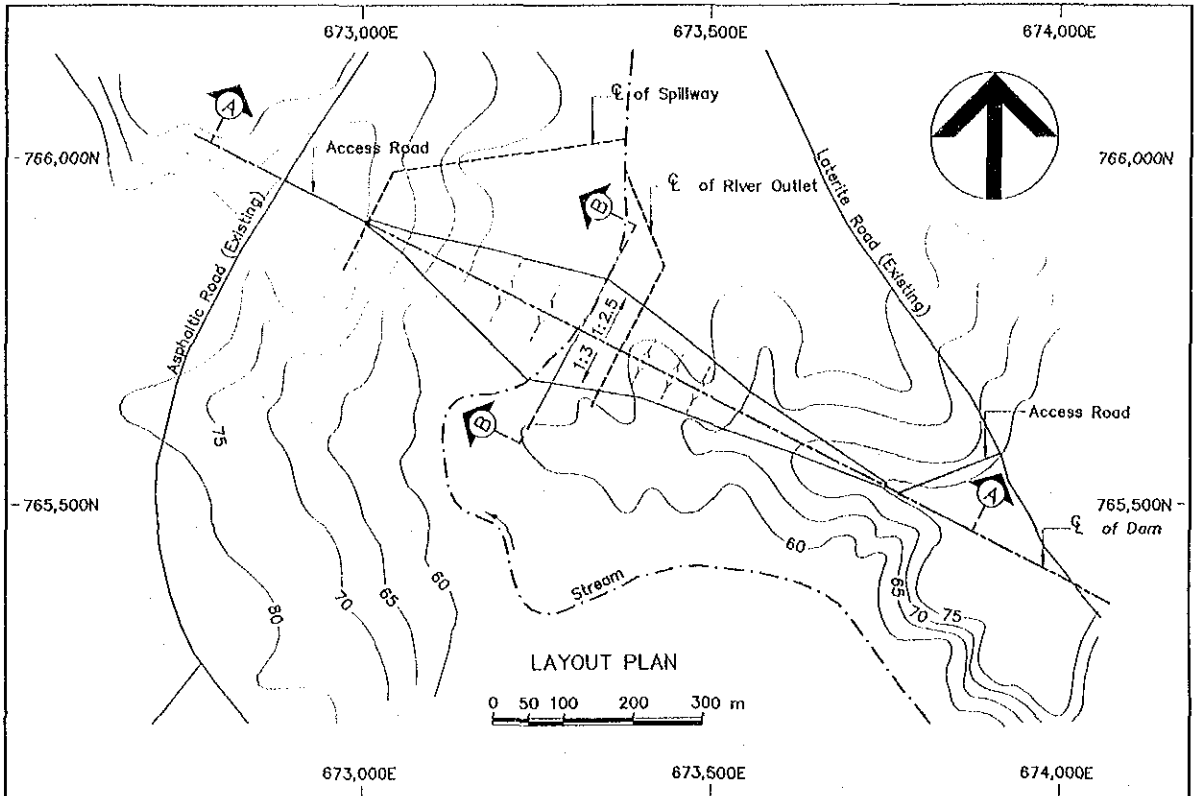 673,000E
673,500E
674,000E
A
℄ of Spillway
Access Road
766,000N
766,000N
℄ of River Outlet
B
Laterite Road (Existing)
Asphaltic Road (Existing)
1:2.5
1:3
75
B
Access Road
A
765,500N
765,500N
℄ of Dam
60
60
Stream
65
70
75
80
70
65
LAYOUT PLAN
0 50 100 200 300 m
673,000E
673,500E
674,000E